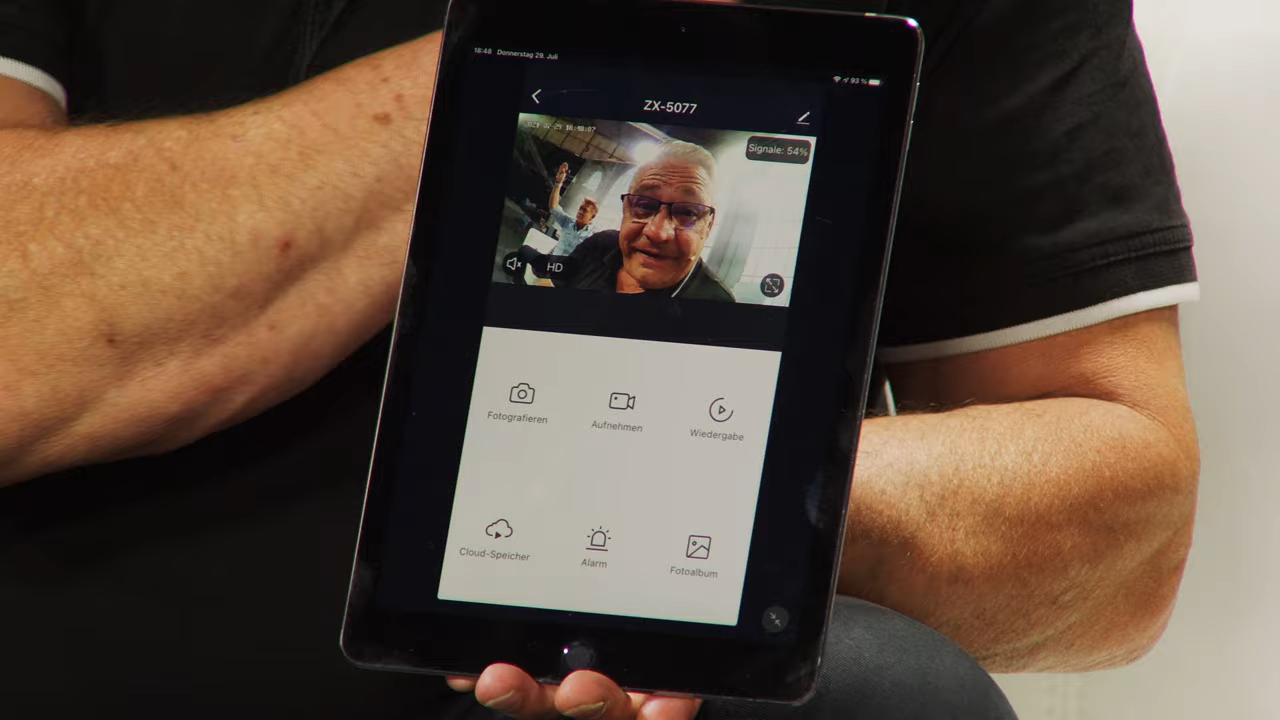 18:48 Donnerstag 29. Juli
93 %
ZX-5077
Signale: 54%
HD
Fotografieren
Aufnehmen
Wiedergabe
Cloud-Speicher
Alarm
Fotoalbum